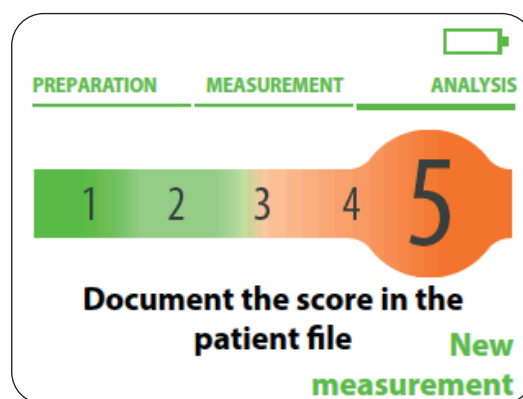 PREPARATION MEASUREMENT ANALYSIS
1 2 3 4 5
Document the score in the
patient file
New
measurement